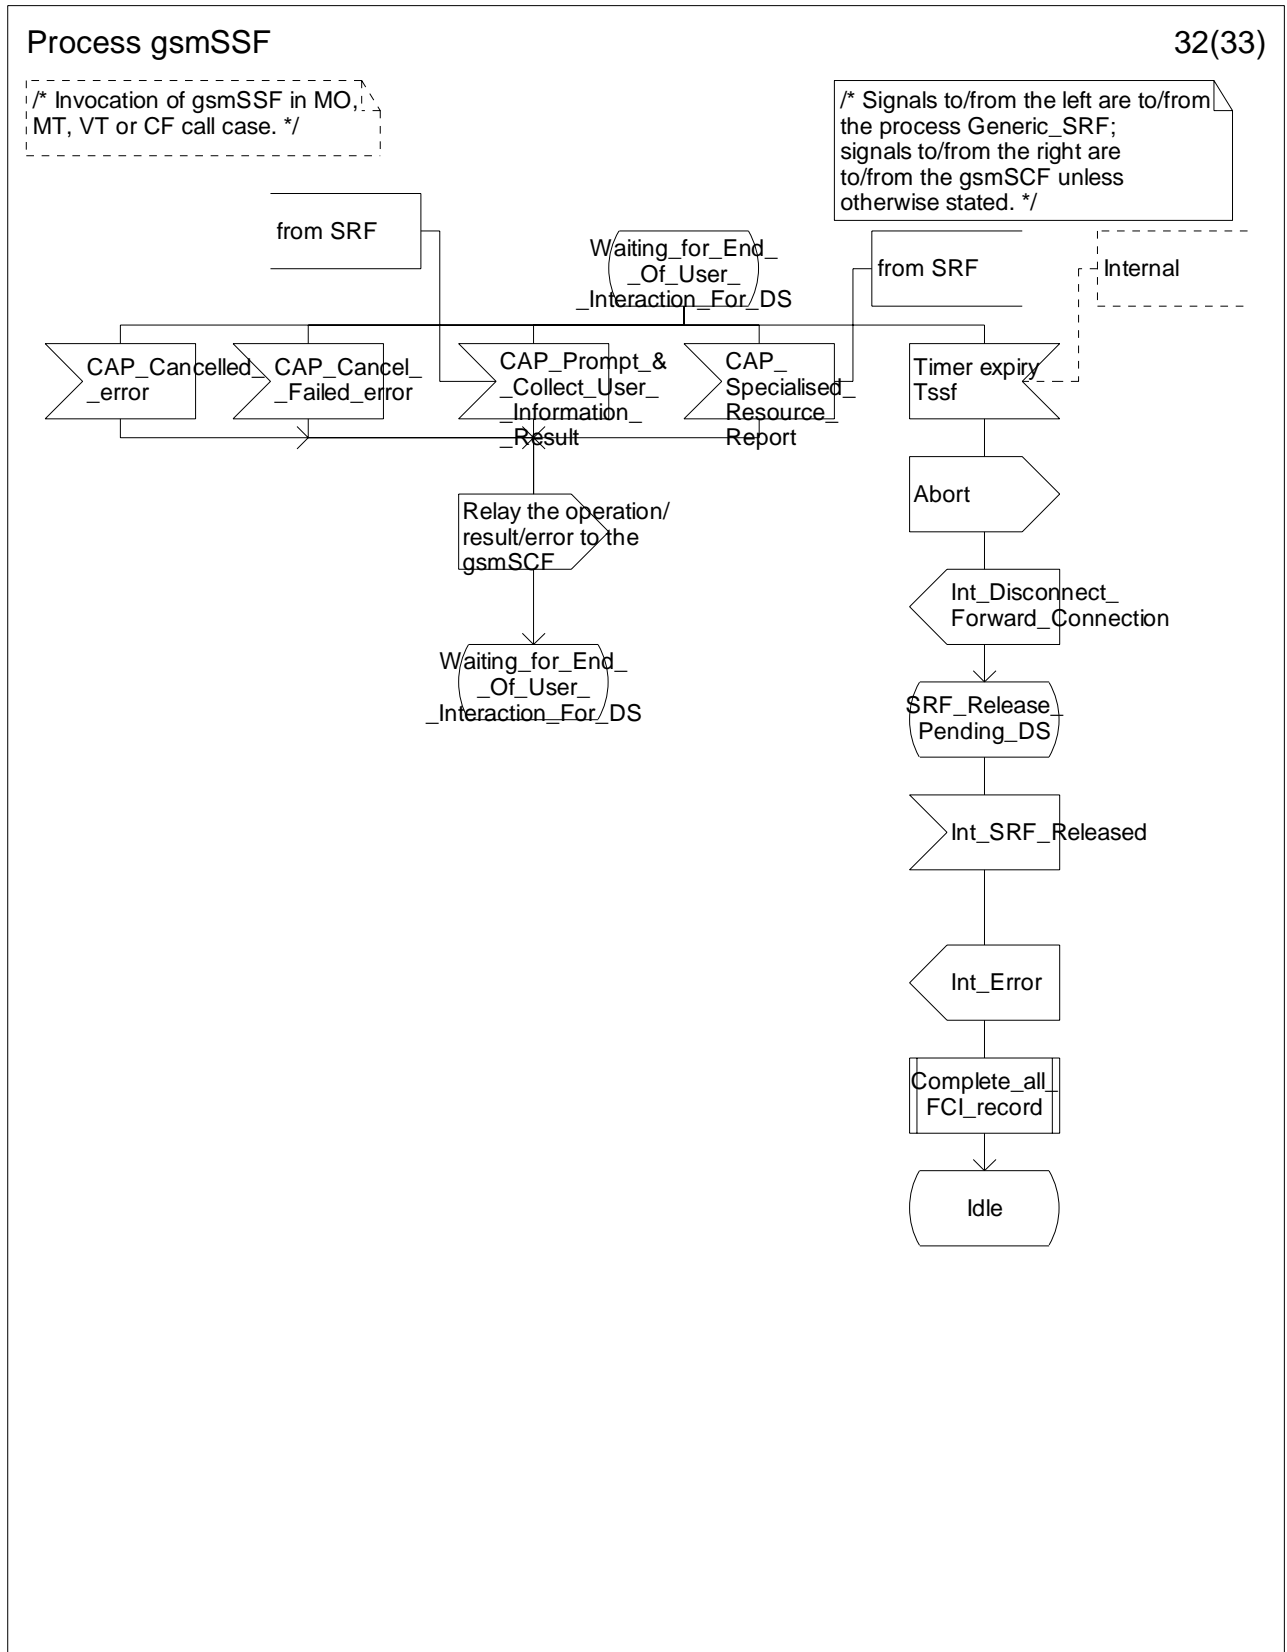 Process gsmSSF
32(33)
/* Invocation of gsmSSF in MO,
MT, VT or CF call case. */
/* Signals to/from the left are to/from
the process Generic_SRF;
signals to/from the right are
to/from the gsmSCF unless
otherwise stated. */
from SRF
Waiting_for_End_
_Of_User_
_Interaction_For_DS
from SRF
Internal
CAP_Cancelled_
_error
CAP_Cancel_
_Failed_error
CAP_Prompt_&
_Collect_User_
_Information_
_Result
CAP_
Specialised_
Resource_
Report
Timer expiry
Tssf
Abort
Relay the operation/
result/error to the
gsmSCF
Int_Disconnect_
Forward_Connection
Waiting_for_End_
_Of_User_
_Interaction_For_DS
SRF_Release_
Pending_DS
Int_SRF_Released
Int_Error
Complete_all_
FCI_record
Idle